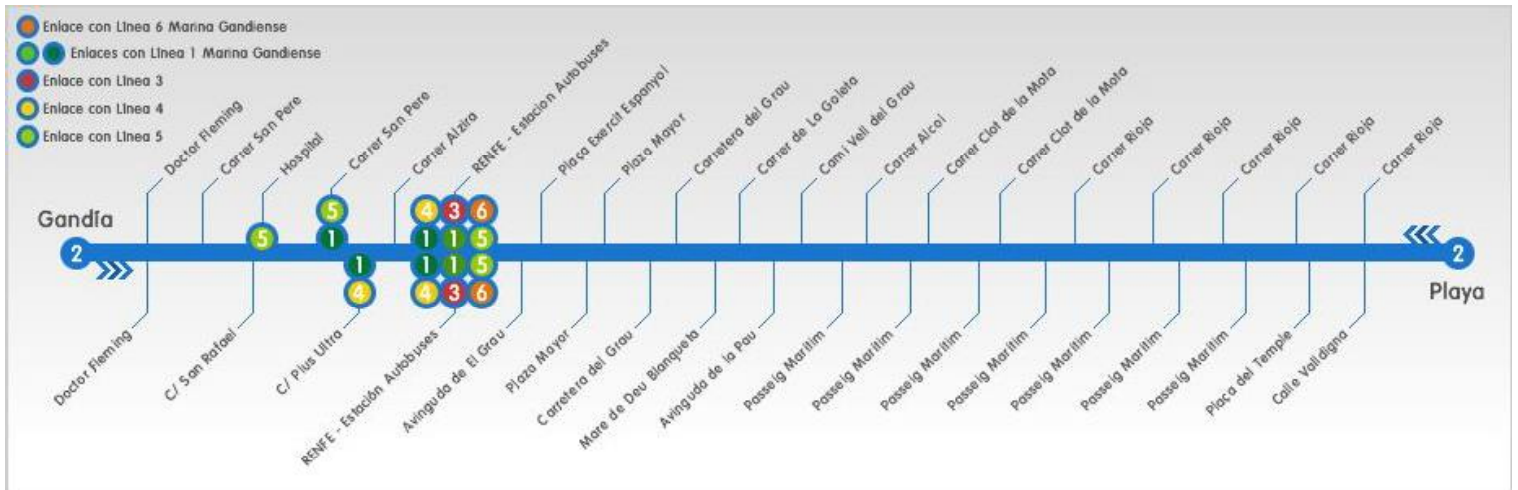 Enlace con Línea 6 Marina Gandiense
Enlaces con Línea 1 Marina Gandiense
Enlace con Línea 3
Enlace con Línea 4
Enlace con Línea 5
Doctor Fleming
Carrer San Pere
Hospital
Carrer San Pere
Carrer Alzira
RENFE - Estacion Autobuses
Plaça Exercit Espanyol
Plaza Mayor
Carretera del Grau
Carrer de La Goleta
Cami Vell del Grau
Carrer Alcoi
Carrer Clot de la Mota
Carrer Clot de la Mota
Carrer Rioja
Carrer Rioja
Carrer Rioja
Carrer Rioja
Carrer Rioja
Gandía
2
5
5
1
4 3 6
1 1 5
1
4
1 1 5
4 3 6
2
Playa
Doctor Fleming
C/ San Rafael
C/ Plus Ultra
RENFE - Estación Autobuses
Avinguda de El Grau
Plaza Mayor
Carretera del Grau
Mare de Deu Blanqueta
Avinguda de la Pau
Passeig Marítim
Passeig Marítim
Passeig Marítim
Passeig Marítim
Passeig Marítim
Passeig Marítim
Passeig Marítim
Plaça del Temple
Calle Valldigna